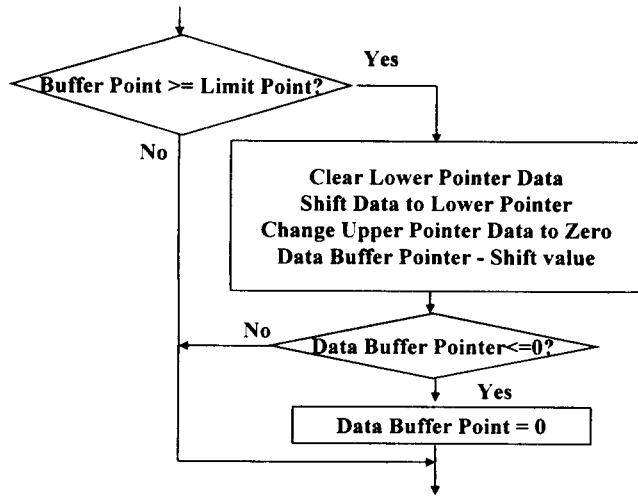 Yes
Buffer Point >= Limit Point?
No
Clear Lower Pointer Data
Shift Data to Lower Pointer
Change Upper Pointer Data to Zero
Data Buffer Pointer - Shift value
No
Data Buffer Pointer<=0?
Yes
Data Buffer Point = 0